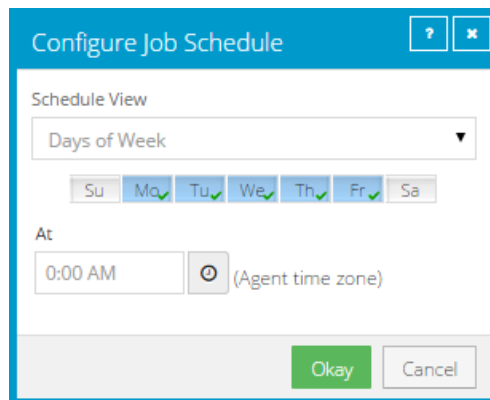 Configure Job Schedule ? ×
Schedule View
Days of Week
Su Mo Tu We Th Fr Sa
At
0:00 AM (Agent time zone)
Okay Cancel